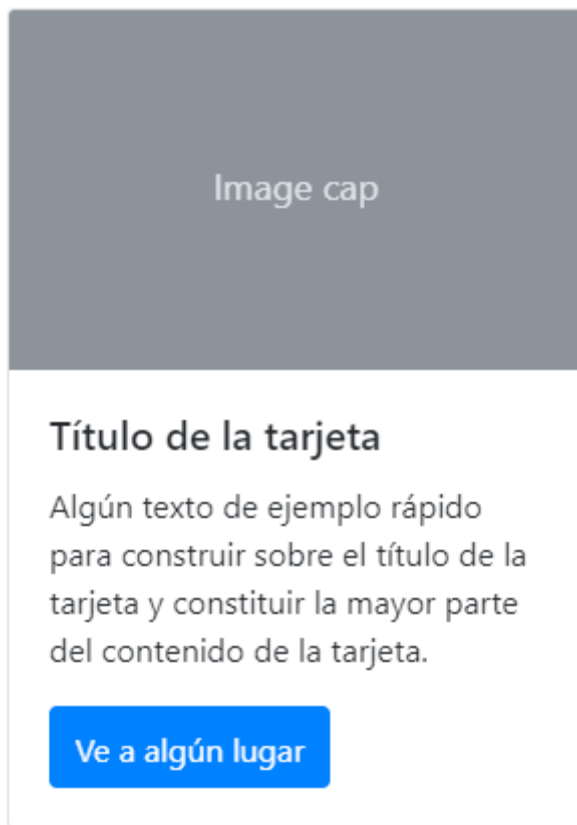 Image cap
Título de la tarjeta
Algún texto de ejemplo rápido
para construir sobre el título de la
tarjeta y constituir la mayor parte
del contenido de la tarjeta.
Ve a algún lugar